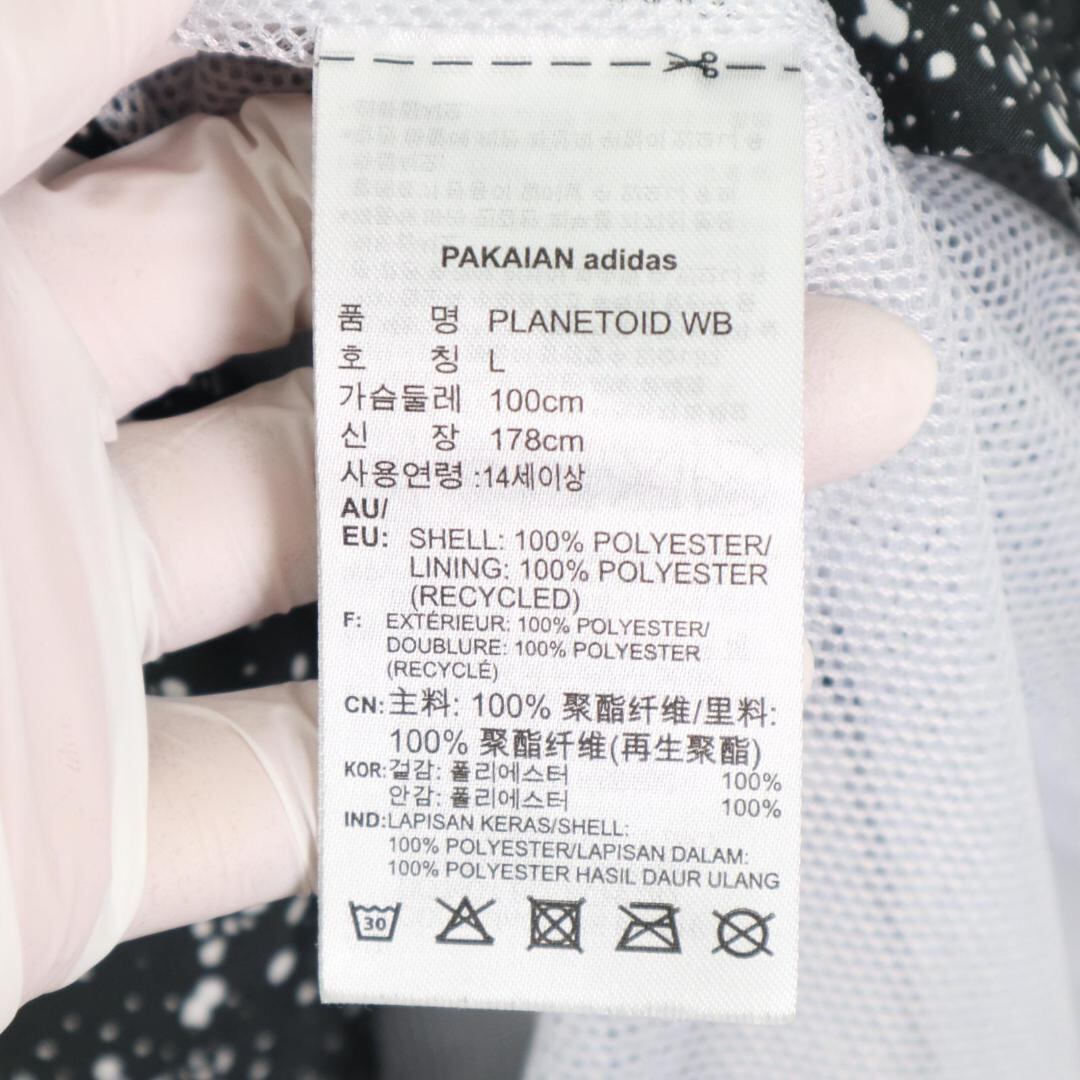 PAKAIAN adidas
품 명 PLANETOID WB
호 칭 L
가슴둘레 100cm
신 장 178cm
사용연령 :14세이상
AU/
EU: SHELL: 100% POLYESTER/
LINING: 100% POLYESTER
(RECYCLED)
F: EXTÉRIEUR: 100% POLYESTER/
DOUBLURE: 100% POLYESTER
(RECYCLÉ)
CN: 主料: 100% 聚酯纤维/里料:
100% 聚酯纤维(再生聚酯)
KOR: 겉감: 폴리에스터 100%
안감: 폴리에스터 100%
IND: LAPISAN KERAS/SHELL:
100% POLYESTER/LAPISAN DALAM:
100% POLYESTER HASIL DAUR ULANG
30